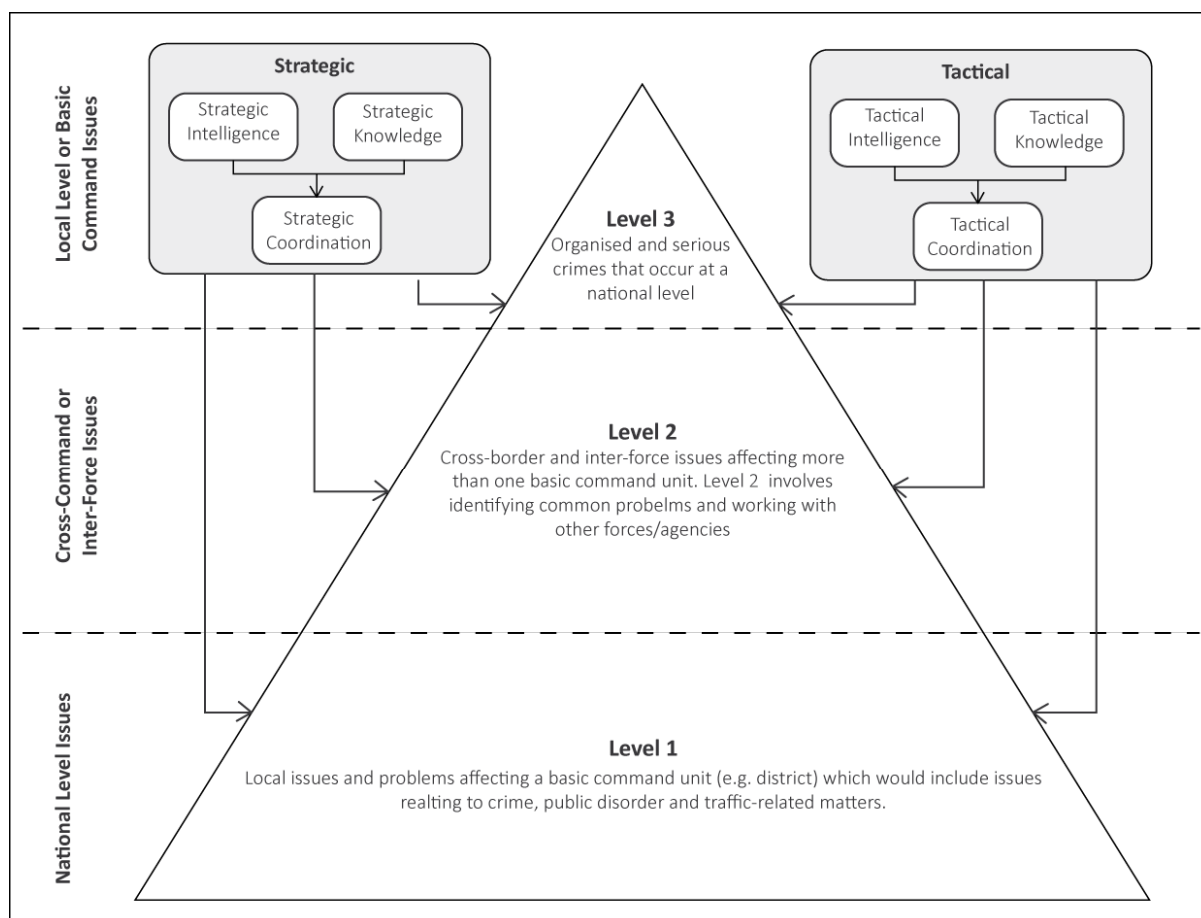 Strategic
Strategic
Intelligence
Strategic
Knowledge
Strategic
Coordination
Tactical
Tactical
Intelligence
Tactical
Knowledge
Tactical
Coordination
Local Level or Basic
Command Issues
Level 3
Organised and serious
crimes that occur at a
national level
Cross-Command or
Inter-Force Issues
Level 2
Cross-border and inter-force issues affecting more
than one basic command unit. Level 2  involves
identifying common probelms and working with
other forces/agencies
National Level Issues
Level 1
Local issues and problems affecting a basic command unit (e.g. district) which would include issues
realting to crime, public disorder and traffic-related matters.